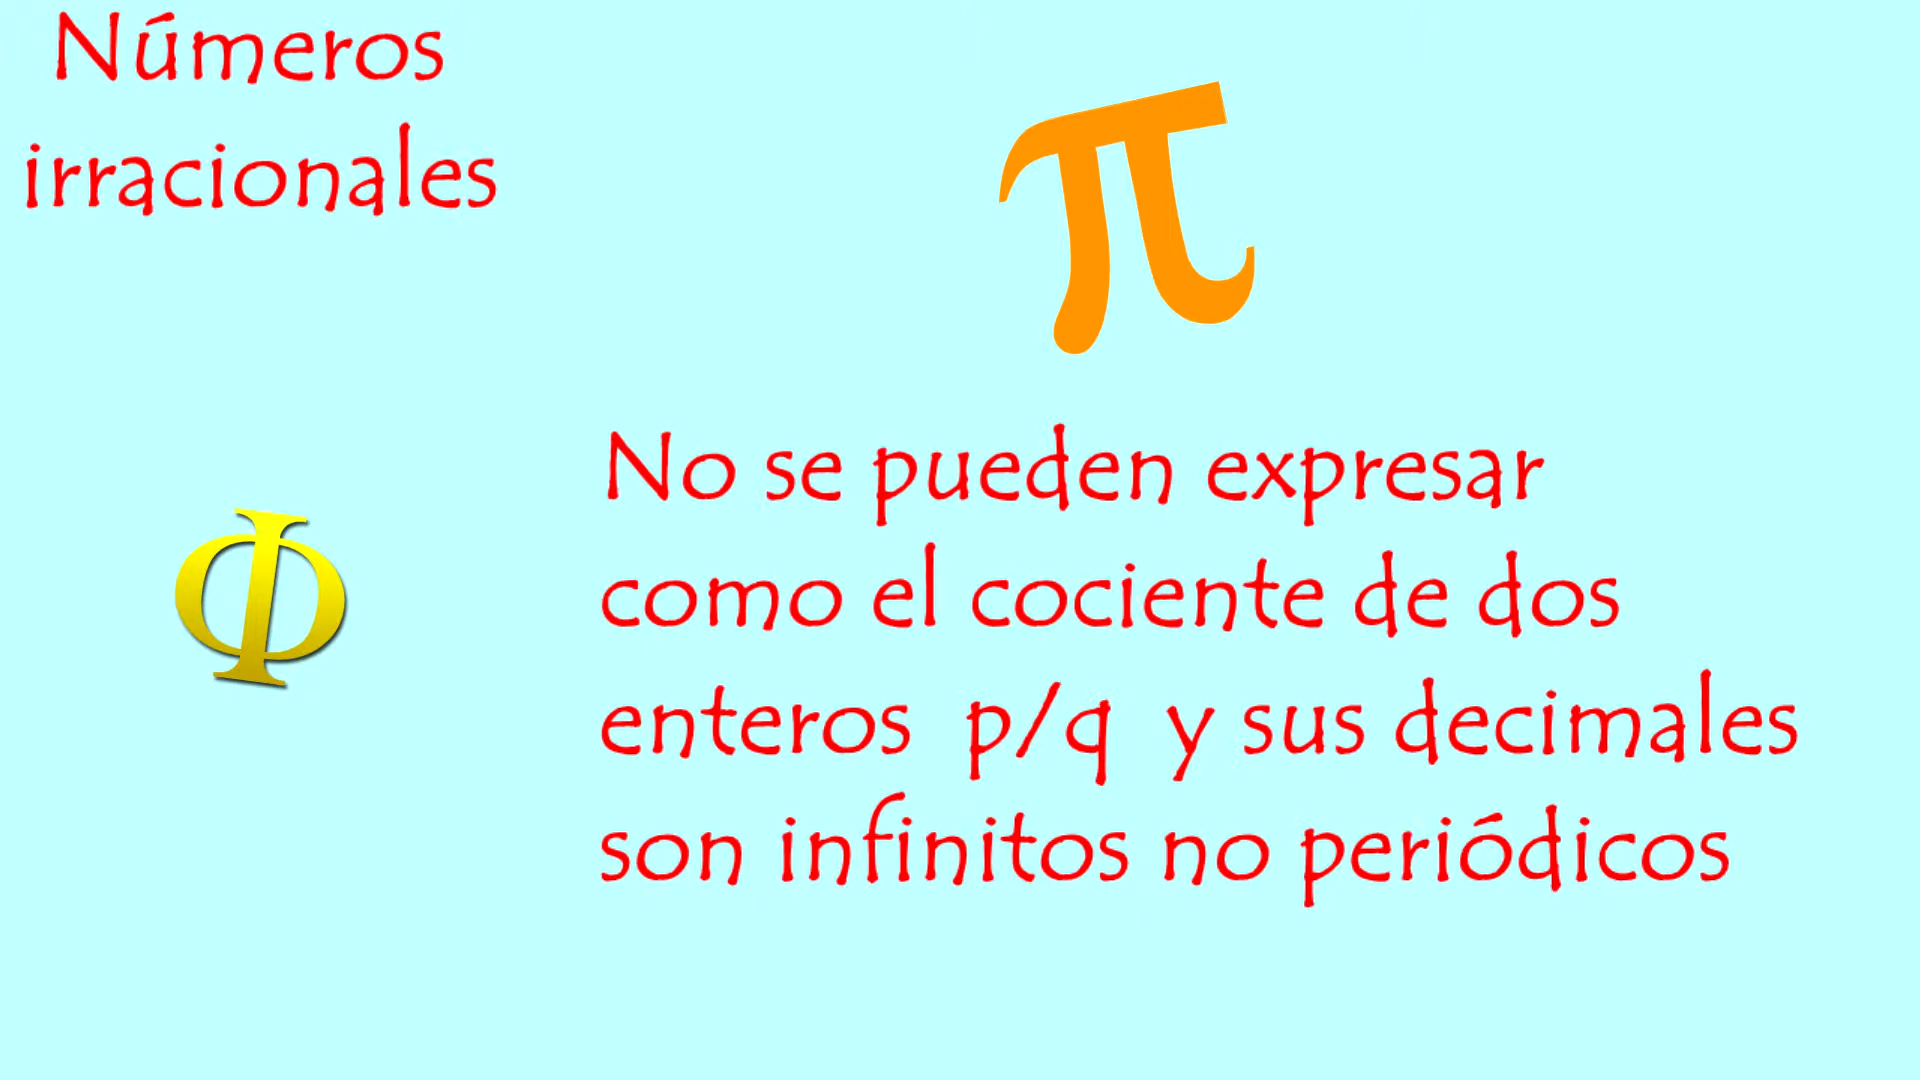 Números
irracionales
π
Φ
No se pueden expresar
como el cociente de dos
enteros p/q y sus decimales
son infinitos no periódicos